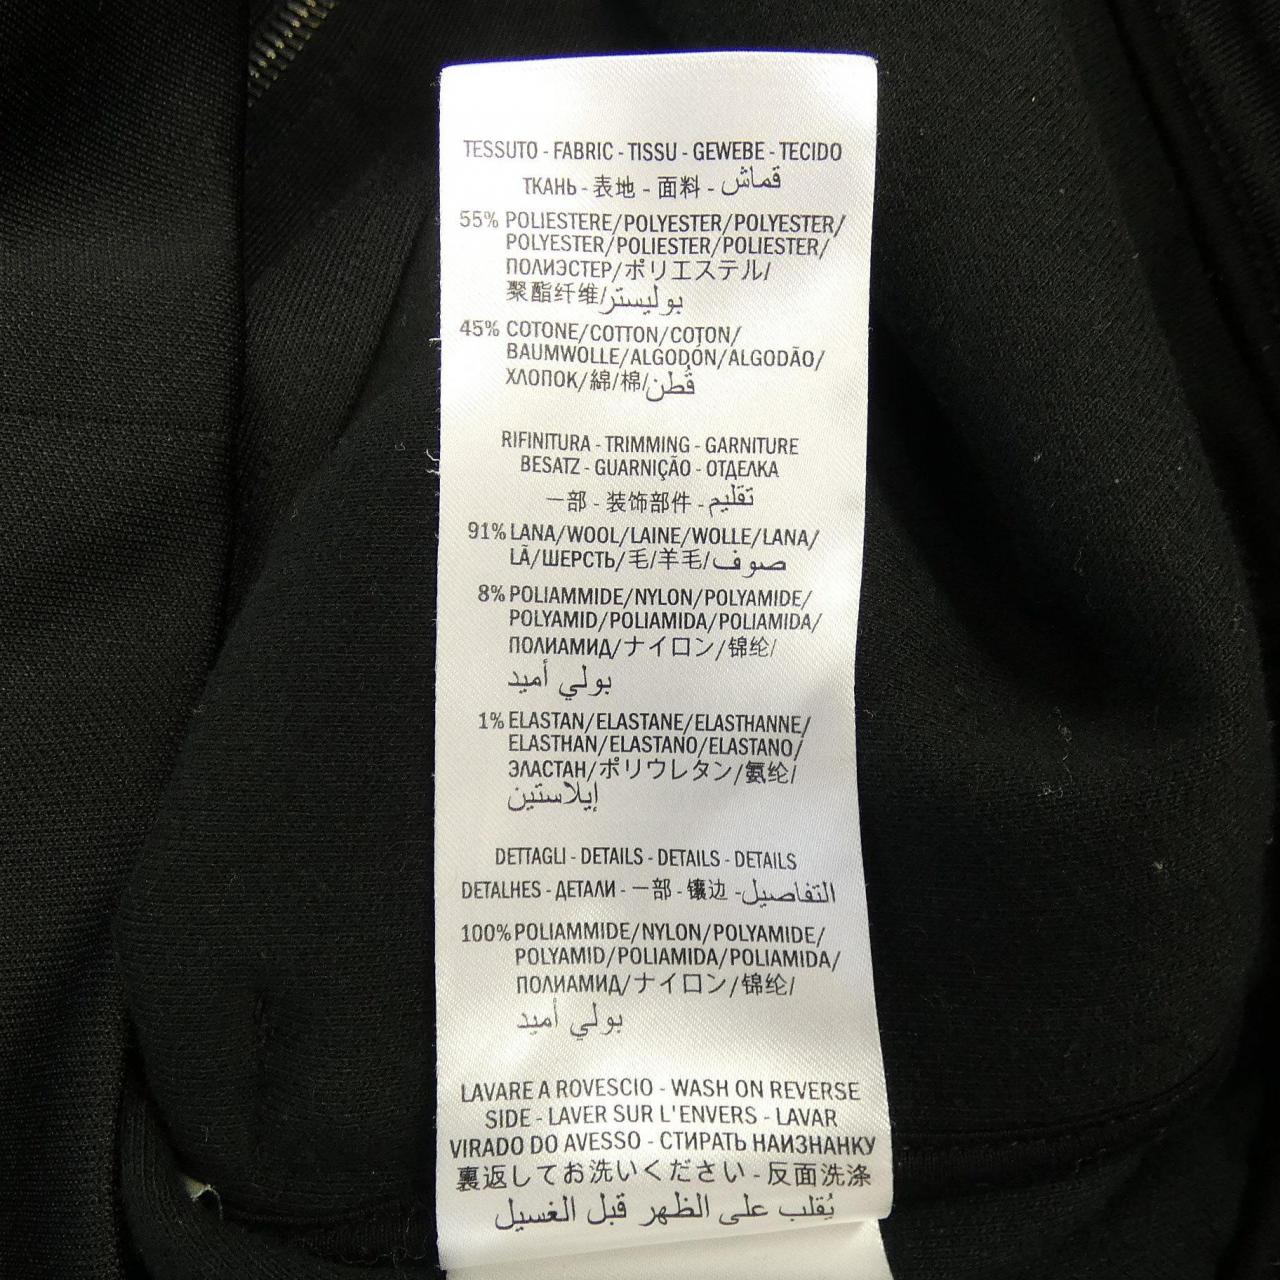 TESSUTO - FABRIC - TISSU - GEWEBE - TECIDO
ТКАНЬ - 表地 - 面料 - قماش
55% POLIESTERE/POLYESTER/POLYESTER/
POLYESTER/POLIESTER/POLIESTER/
ПОЛИЭСТЕР/ポリエステル/
聚酯纤维/بوليستر
45% COTONE/COTTON/COTON/
BAUMWOLLE/ALGODÓN/ALGODÃO/
ХЛОПОК/綿/棉/قُطن
RIFINITURA - TRIMMING - GARNITURE
BESATZ - GUARNIÇÃO - ОТДЕЛКА
一部 - 装饰部件 - تقليم
91% LANA/WOOL/LAINE/WOLLE/LANA/
LÃ/ШЕРСТЬ/毛/羊毛/صوف
8% POLIAMMIDE/NYLON/POLYAMIDE/
POLYAMID/POLIAMIDA/POLIAMIDA/
ПОЛИАМИД/ナイロン/锦纶/
بولي أميد
1% ELASTAN/ELASTANE/ELASTHANNE/
ELASTHAN/ELASTANO/ELASTANO/
ЭЛАСТАН/ポリウレタン/氨纶/
إيلاستين
DETTAGLI - DETAILS - DETAILS - DETAILS
DETALHES - ДЕТАЛИ - 一部 - 镶边 - التفاصيل
100% POLIAMMIDE/NYLON/POLYAMIDE/
POLYAMID/POLIAMIDA/POLIAMIDA/
ПОЛИАМИД/ナイロン/锦纶/
بولي أميد
LAVARE A ROVESCIO - WASH ON REVERSE
SIDE - LAVER SUR L'ENVERS - LAVAR
VIRADO DO AVESSO - СТИРАТЬ НАИЗНАНКУ
裏返してお洗いください - 反面洗涤
يُقلب على الظهر قبل الغسيل